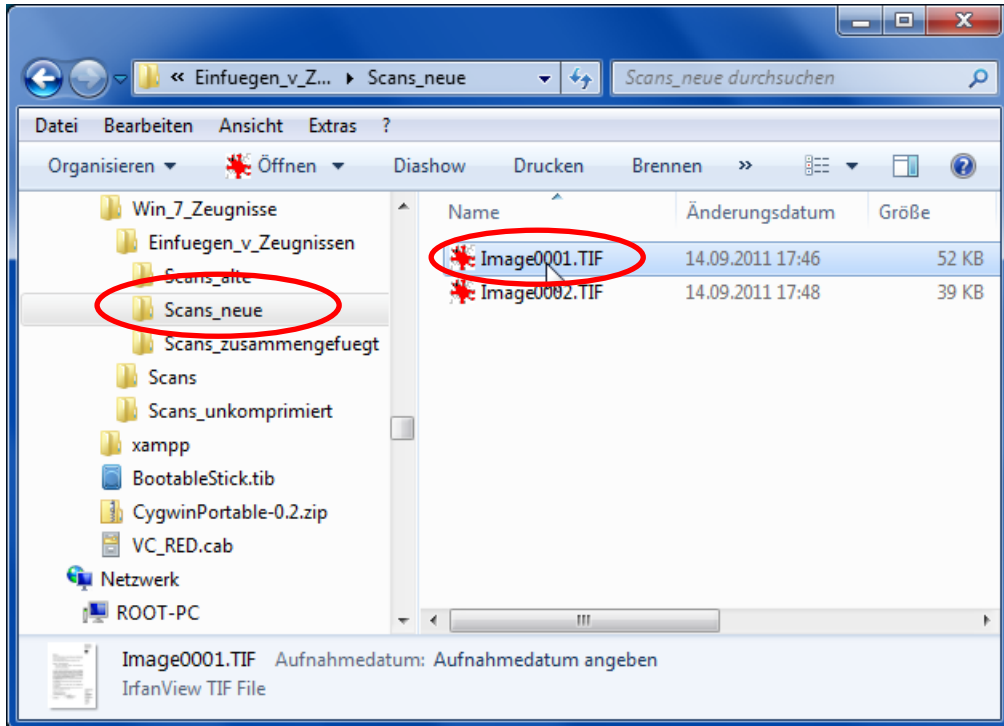 « Einfuegen_v_Z... Scans_neue
Scans_neue durchsuchen
Datei Bearbeiten Ansicht Extras ?
Organisieren Öffnen Diashow Drucken Brennen »
Win_7_Zeugnisse
Einfuegen_v_Zeugnissen
Scans_alte
Scans_neue
Scans_zusammengefuegt
Scans
Scans_unkomprimiert
xampp
BootableStick.tib
CygwinPortable-0.2.zip
VC_RED.cab
Netzwerk
ROOT-PC
Name Änderungsdatum Größe
Image0001.TIF 14.09.2011 17:46 52 KB
Image0002.TIF 14.09.2011 17:48 39 KB
Image0001.TIF Aufnahmedatum: Aufnahmedatum angeben
IrfanView TIF File